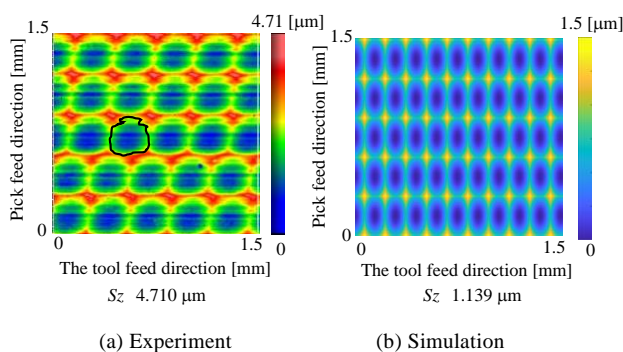 4.71 [μm]
1.5
Pick feed direction [mm]
0
0
1.5
0
The tool feed direction [mm]
Sz 4.710 μm
(a) Experiment
1.5 [μm]
1.5
Pick feed direction [mm]
0
0
1.5
0
The tool feed direction [mm]
Sz 1.139 μm
(b) Simulation